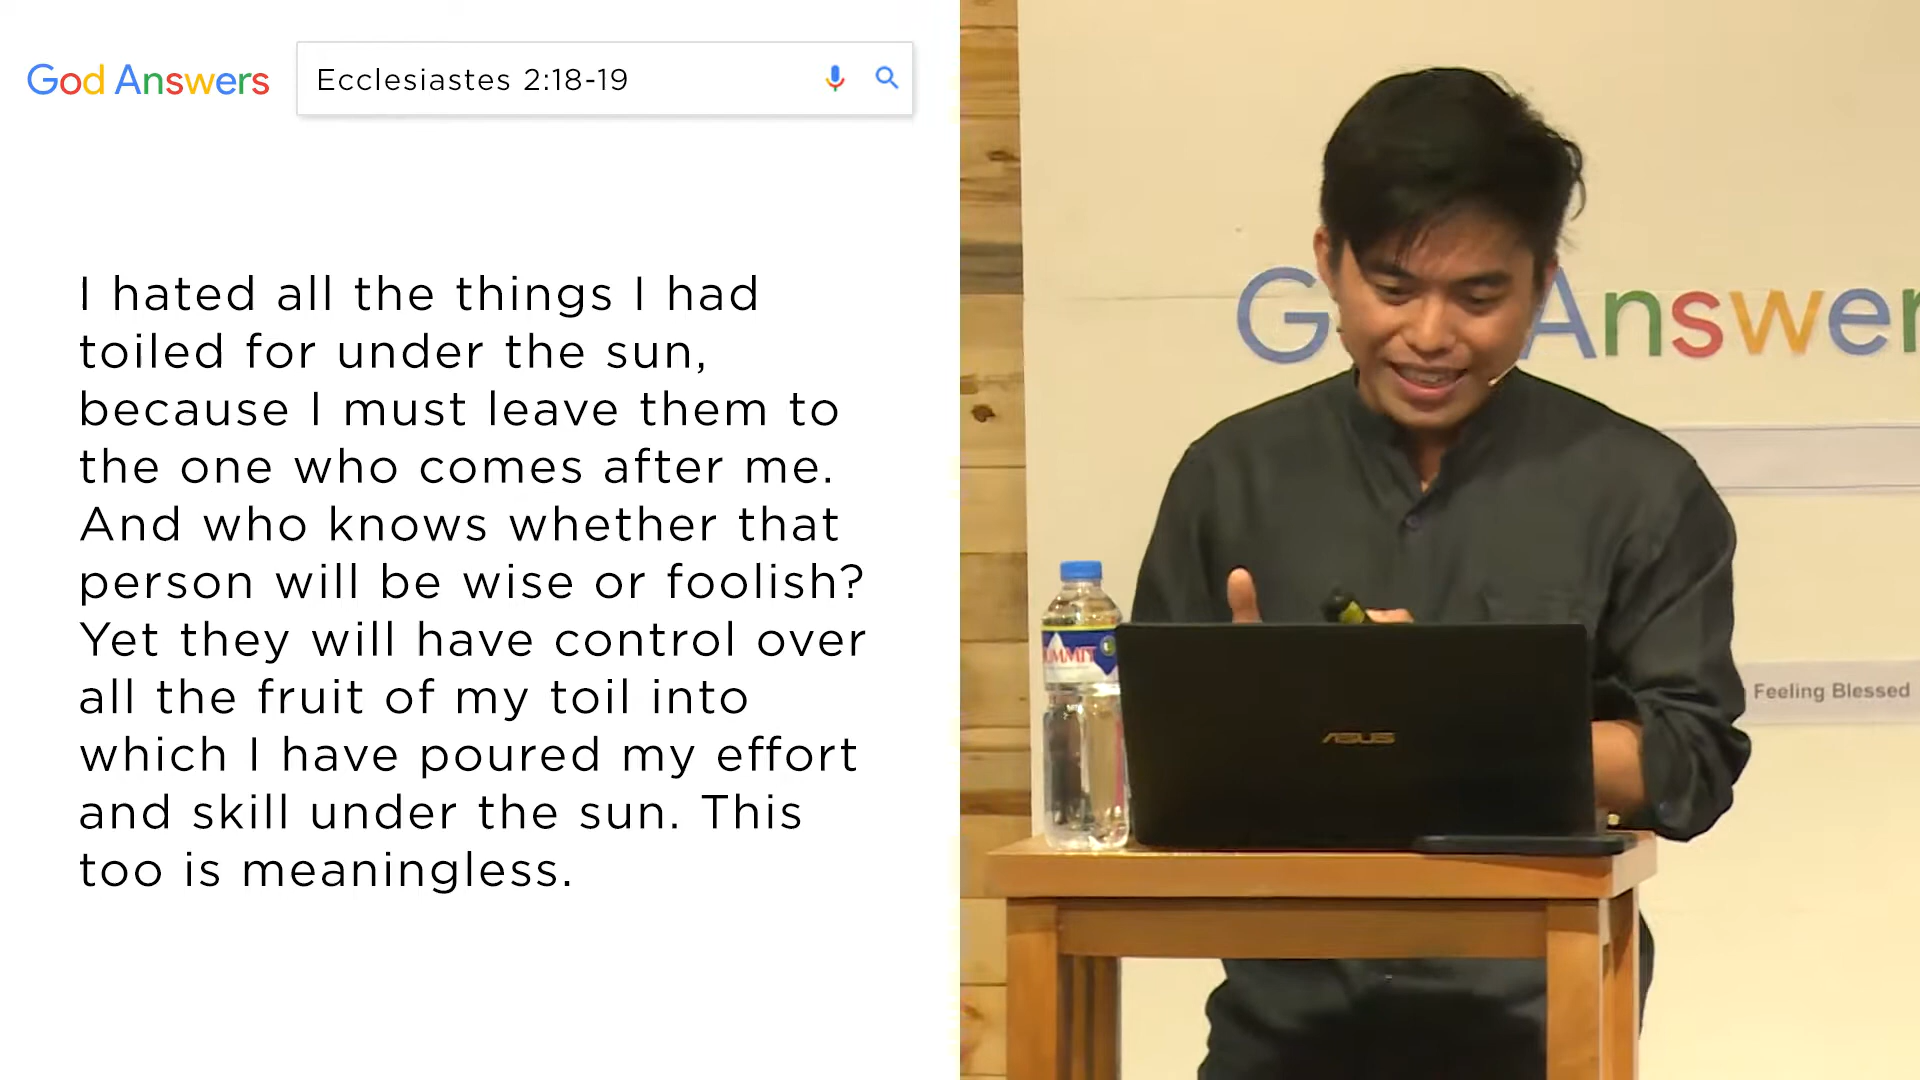 God Answers
Ecclesiastes 2:18-19
I hated all the things I had
toiled for under the sun,
because I must leave them to
the one who comes after me.
And who knows whether that
person will be wise or foolish?
Yet they will have control over
all the fruit of my toil into
which I have poured my effort
and skill under the sun. This
too is meaningless.
G Answer
Feeling Blessed
UMMIT
ASUS